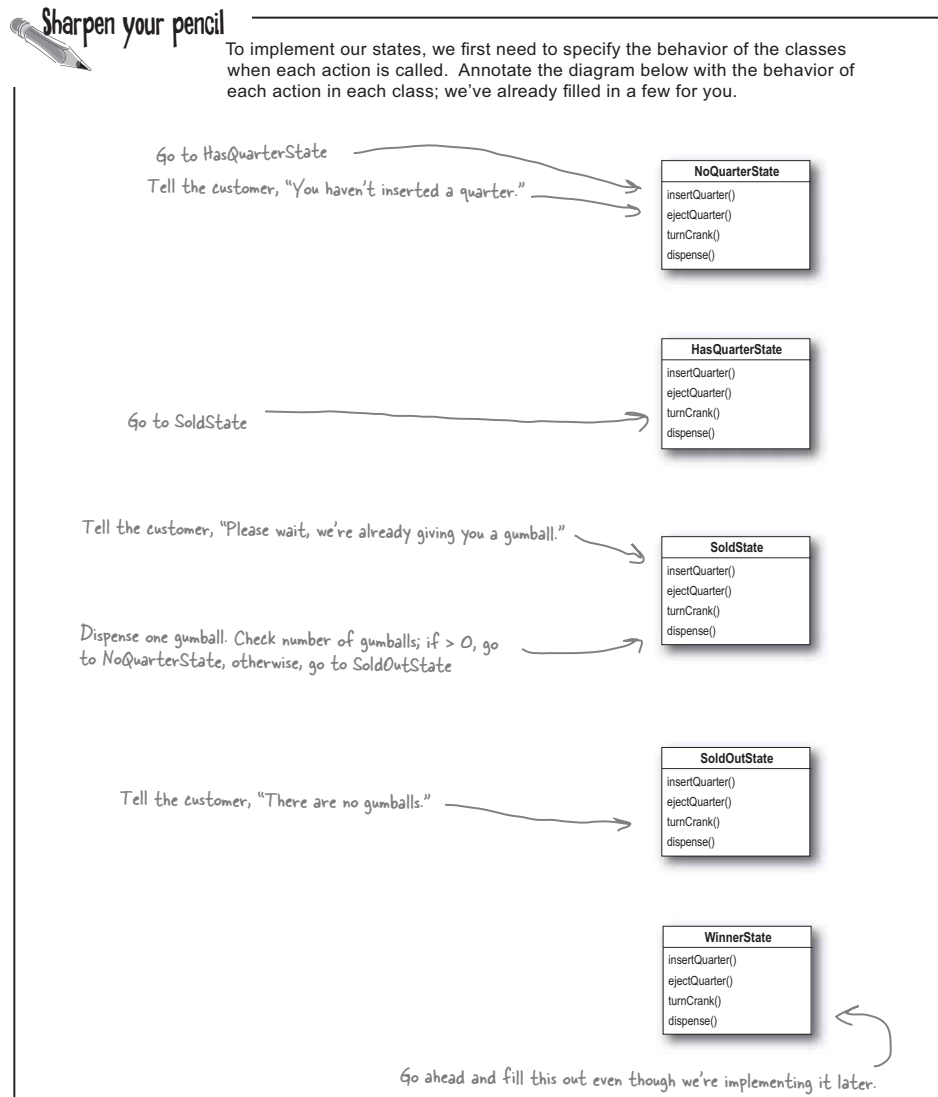 Sharpen your pencil
To implement our states, we first need to specify the behavior of the classes
when each action is called.  Annotate the diagram below with the behavior of
each action in each class; we've already filled in a few for you.
Go to HasQuarterState
Tell the customer, “You haven't inserted a quarter.”
NoQuarterState
insertQuarter()
ejectQuarter()
turnCrank()
dispense()
HasQuarterState
insertQuarter()
ejectQuarter()
turnCrank()
dispense()
Go to SoldState
Tell the customer, “Please wait, we're already giving you a gumball.”
SoldState
insertQuarter()
ejectQuarter()
turnCrank()
dispense()
Dispense one gumball. Check number of gumballs; if > 0, go
to NoQuarterState, otherwise, go to SoldOutState
SoldOutState
insertQuarter()
ejectQuarter()
turnCrank()
dispense()
Tell the customer, “There are no gumballs.”
WinnerState
insertQuarter()
ejectQuarter()
turnCrank()
dispense()
Go ahead and fill this out even though we're implementing it later.